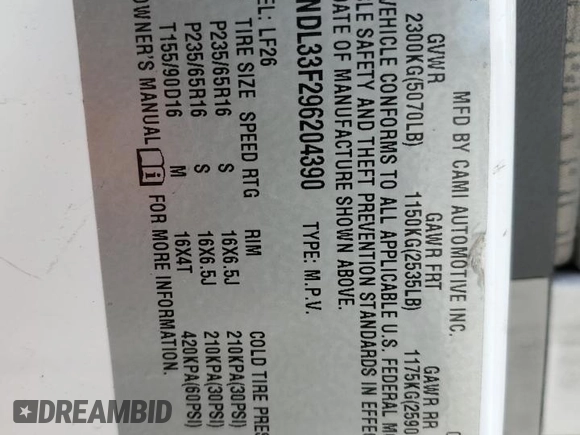 MFD BY CAMI AUTOMOTIVE INC.
GVWR GAWR FRT GAWR RR
2300KG(5070LB) 1150KG(2535LB) 1175KG(2590
VEHICLE CONFORMS TO ALL APPLICABLE U.S. FEDERAL
SAFETY AND THEFT PREVENTION STANDARDS IN EFFEC
DATE OF MANUFACTURE SHOWN ABOVE.
NDL33F296204390 TYPE: M.P.V.
EL: LF26
TIRE SIZE SPEED RTG RIM COLD TIRE PRES
P235/65R16 S 16X6.5J 210KPA(30PSI)
P235/65R16 S 16X6.5J 210KPA(30PSI)
T155/90D16 M 16X4T 420KPA(60PSI)
OWNER'S MANUAL i FOR MORE INFORMATION.
DREAMBID